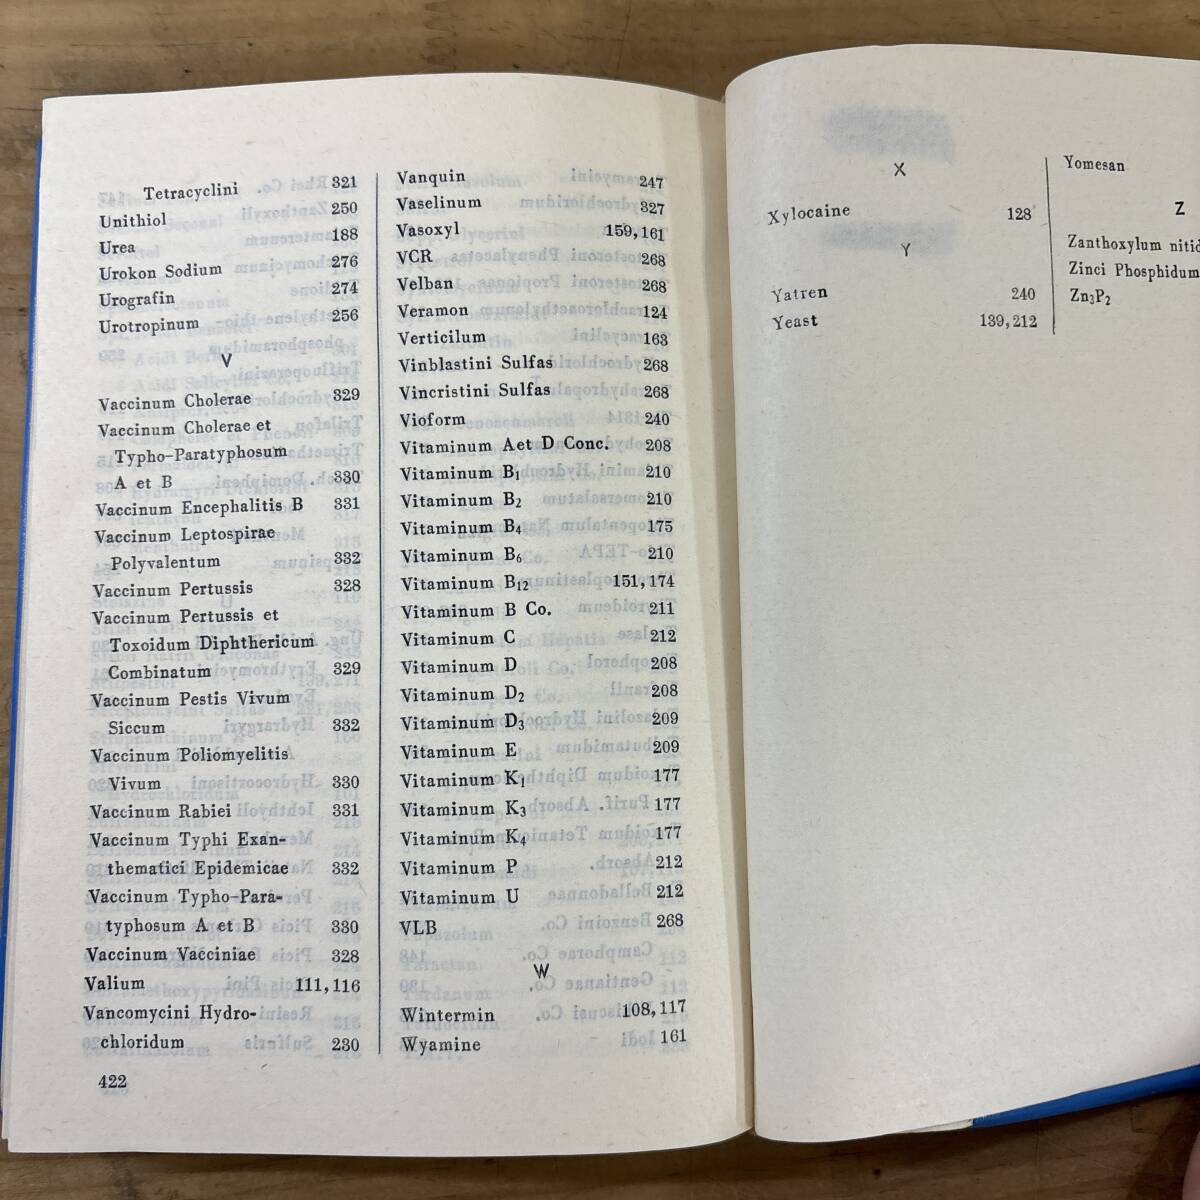 Tetracyclini 321
Unithiol 250
Urea 188
Urokon Sodium 276
Urografin 274
Urotropinum 256
V
Vaccinum Cholerae 329
Vaccinum Cholerae et
Typho-Paratyphosum
A et B 330
Vaccinum Encephalitis B 331
Vaccinum Leptospirae
Polyvalentum 332
Vaccinum Pertussis 328
Vaccinum Pertussis et
Toxoidum Diphthericum
Combinatum 329
Vaccinum Pestis Vivum
Siccum 332
Vaccinum Poliomyelitis
Vivum 330
Vaccinum Rabiei 331
Vaccinum Typhi Exan-
thematici Epidemicae 332
Vaccinum Typho-Para-
typhosum A et B 330
Vaccinum Vacciniae 328
Valium 111, 116
Vancomycini Hydro-
chloridum 230
422
Vanquin 247
Vaselinum 327
Vasoxyl 159, 161
VCR 268
Velban 268
Veramon 124
Verticilum 163
Vinblastini Sulfas 268
Vincristini Sulfas 268
Vioform 240
Vitaminum Aet D Conc. 208
Vitaminum B₁ 210
Vitaminum B₂ 210
Vitaminum B₄ 175
Vitaminum B₆ 210
Vitaminum B₁₂ 151, 174
Vitaminum B Co. 211
Vitaminum C 212
Vitaminum D 208
Vitaminum D₂ 208
Vitaminum D₃ 209
Vitaminum E 209
Vitaminum K₁ 177
Vitaminum K₃ 177
Vitaminum K₄ 177
Vitaminum P 212
Vitaminum U 212
VLB 268
W
Wintermin 108, 117
Wyamine 161
X
Xylocaine 128
Y
Yatren 240
Yeast 139, 212
Yomesan
Z
Zanthoxylum
Zinci Phosphidum
Zn₃P₂